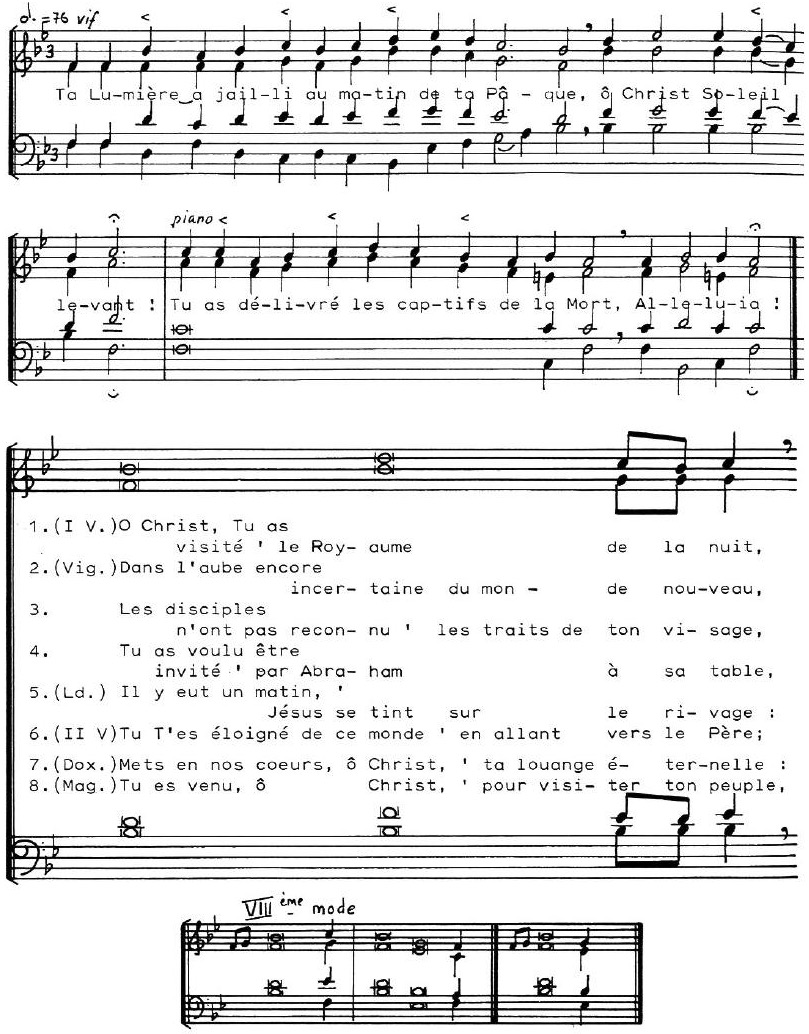 ♩. =76 vif
Ta Lu-mière a jail-li au ma-tin de ta Pâ - que, ô Christ So-leil
piano
le-vant ! Tu as dé-li-vré les cap-tifs de la Mort, Al-le-lu-ia !
1.(I V.)O Christ, Tu as
visité ' le Roy- aume de la nuit,
2.(Vig.)Dans l'aube encore
incer- taine du mon - de nou-veau,
3. Les disciples
n'ont pas recon- nu ' les traits de ton vi- sage,
4. Tu as voulu être
invité ' par Abra- ham à sa table,
5.(Ld.) Il y eut un matin, '
Jésus se tint sur le ri- vage :
6.(II V)Tu T'es éloigné de ce monde ' en allant vers le Père;
7.(Dox.)Mets en nos coeurs, ô Christ, ' ta louange é- ter-nelle :
8.(Mag.)Tu es venu, ô Christ, ' pour visi- ter ton peuple,
VIII ème mode